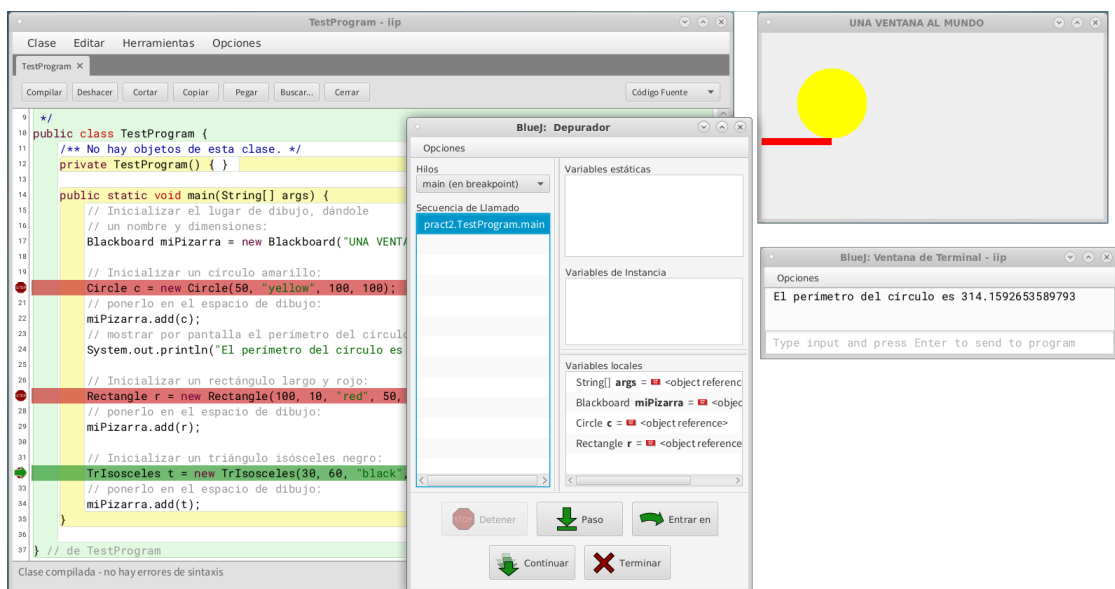 TestProgram - iip
Clase Editar Herramientas Opciones
TestProgram ×
Compilar Deshacer Cortar Copiar Pegar Buscar... Cerrar Código Fuente
9 */
10 public class TestProgram {
11 /** No hay objetos de esta clase. */
12 private TestProgram() { }
13
14 public static void main(String[] args) {
15 // Inicializar el lugar de dibujo, dándole
16 // un nombre y dimensiones:
17 Blackboard miPizarra = new Blackboard("UNA VENT
18
19 // Inicializar un círculo amarillo:
Circle c = new Circle(50, "yellow", 100, 100);
21 // ponerlo en el espacio de dibujo:
22 miPizarra.add(c);
23 // mostrar por pantalla el perímetro del círculo
24 System.out.println("El perímetro del círculo es
25
26 // Inicializar un rectángulo largo y rojo:
Rectangle r = new Rectangle(100, 10, "red", 50,
28 // ponerlo en el espacio de dibujo:
29 miPizarra.add(r);
30
31 // Inicializar un triángulo isósceles negro:
TrIsosceles t = new TrIsosceles(30, 60, "black",
33 // ponerlo en el espacio de dibujo:
34 miPizarra.add(t);
35 }
36
37 } // de TestProgram
Clase compilada - no hay errores de sintaxis
BlueJ: Depurador
Opciones
Hilos
main (en breakpoint)
Secuencia de Llamado
pract2.TestProgram.main
Variables estáticas
Variables de Instancia
Variables locales
String[] args = <object referenc
Blackboard miPizarra = <objec
Circle c = <object reference>
Rectangle r = <object reference
STOP Detener Paso Entrar en
Continuar Terminar
UNA VENTANA AL MUNDO
BlueJ: Ventana de Terminal - iip
Opciones
El perímetro del círculo es 314.1592653589793
Type input and press Enter to send to program